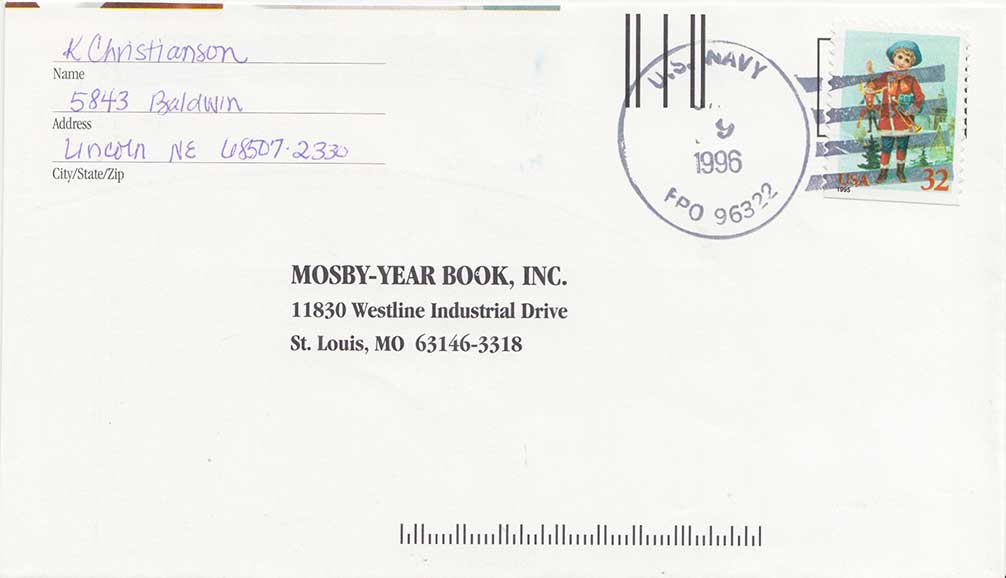 K Christianson
Name
5843 Baldwin
Address
Lincoln NE 68507-2330
City/State/Zip
U.S. NAVY
9
1996
FPO 96322
USA
1995
32
MOSBY-YEAR BOOK, INC.
11830 Westline Industrial Drive
St. Louis, MO 63146-3318